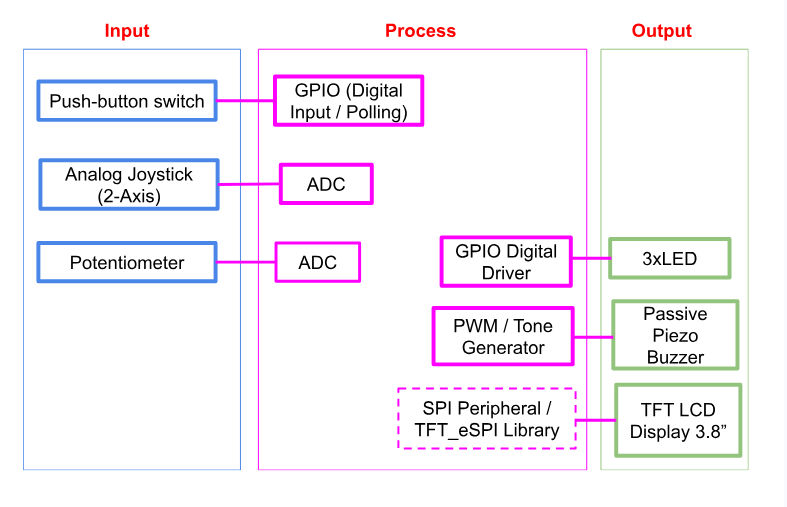 Input
Process
Output
Push-button switch
GPIO (Digital
Input / Polling)
Analog Joystick
(2-Axis)
ADC
Potentiometer
ADC
GPIO Digital
Driver
3xLED
PWM / Tone
Generator
Passive
Piezo
Buzzer
SPI Peripheral /
TFT_eSPI Library
TFT LCD
Display 3.8”